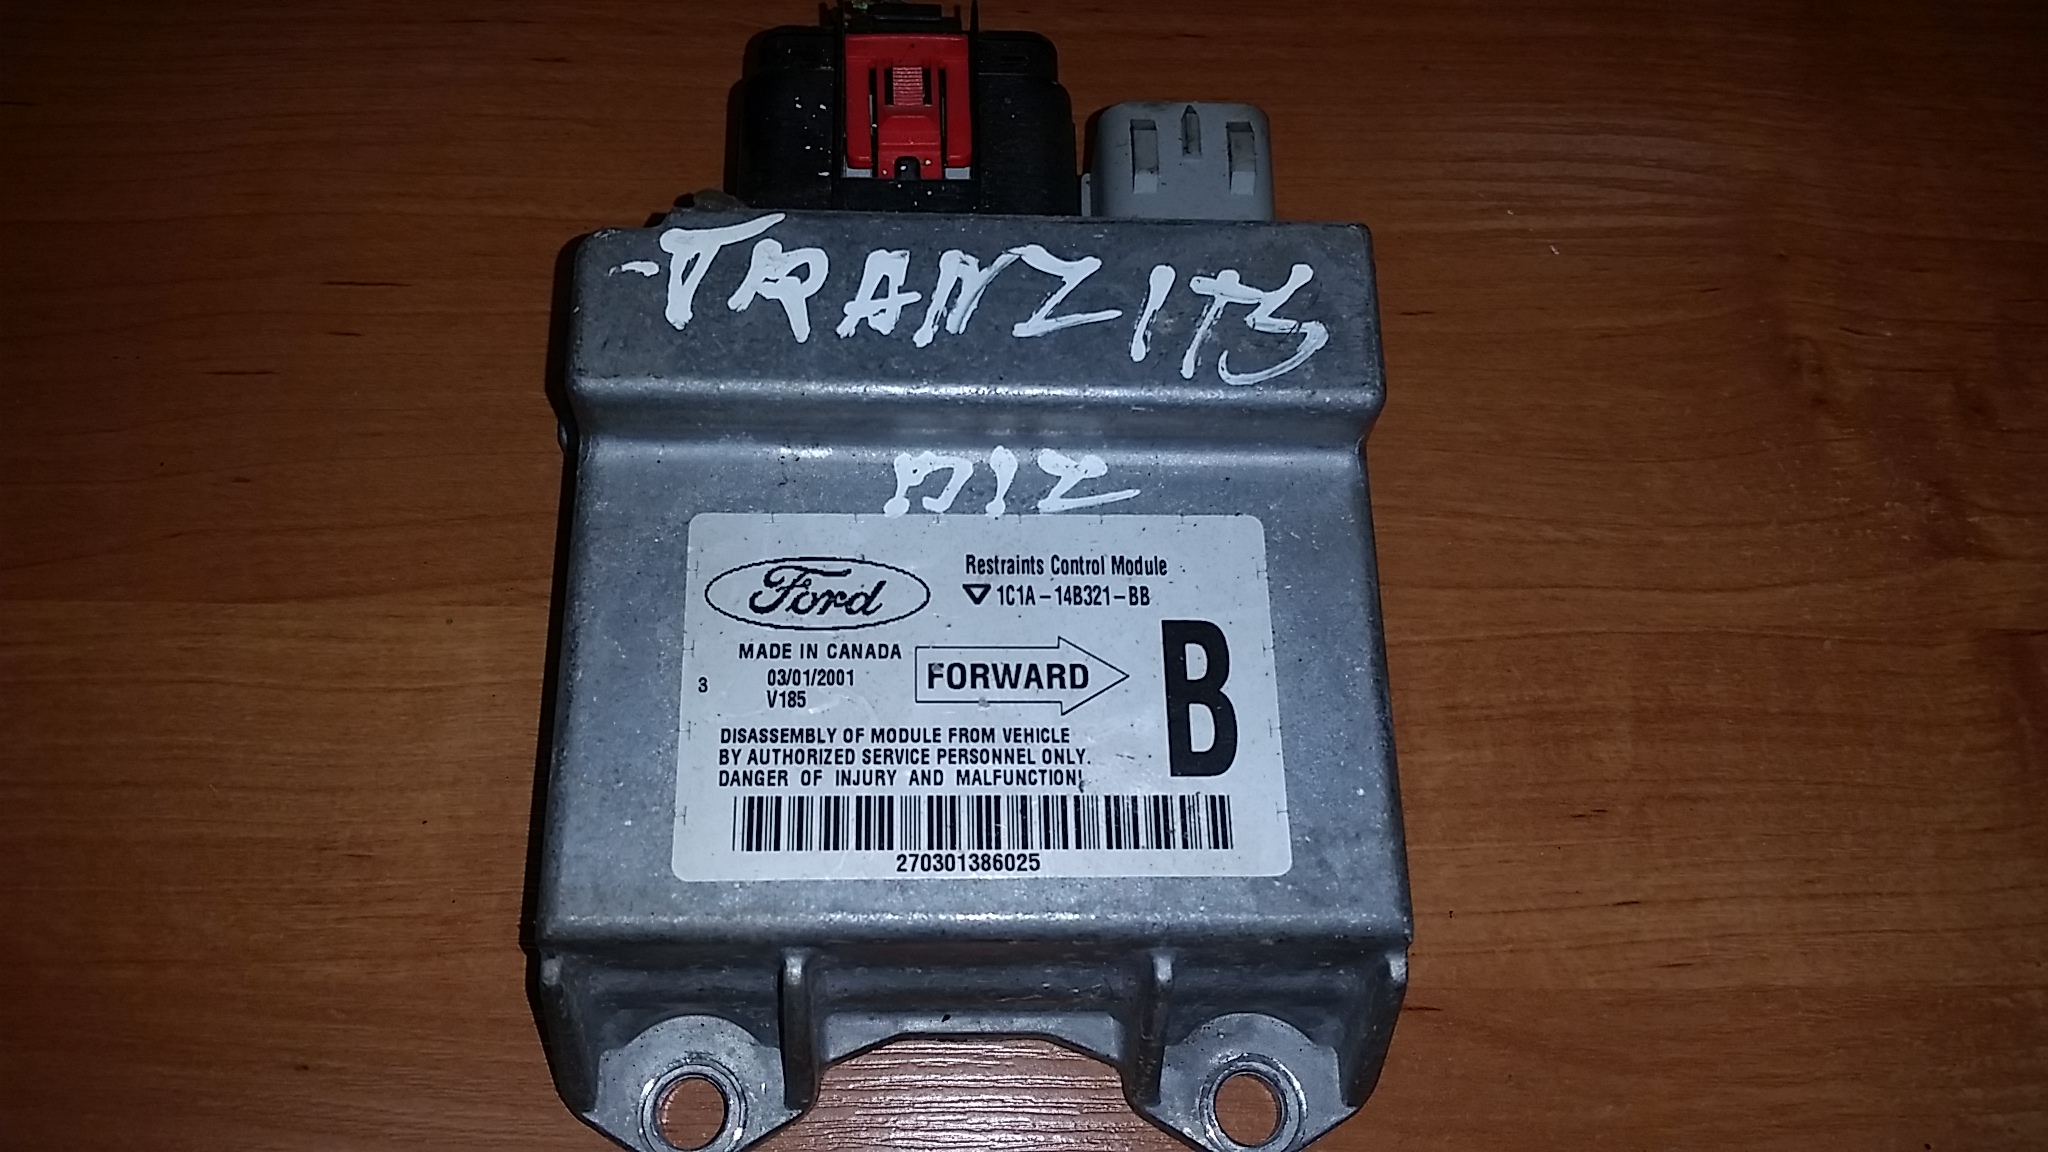 TRANZITS
DIZ
Ford
Restraints Control Module
1C1A-14B321-BB
B
MADE IN CANADA
FORWARD
03/01/2001
3
V185
DISASSEMBLY OF MODULE FROM VEHICLE
BY AUTHORIZED SERVICE PERSONNEL ONLY.
DANGER OF INJURY AND MALFUNCTION!
270301386025